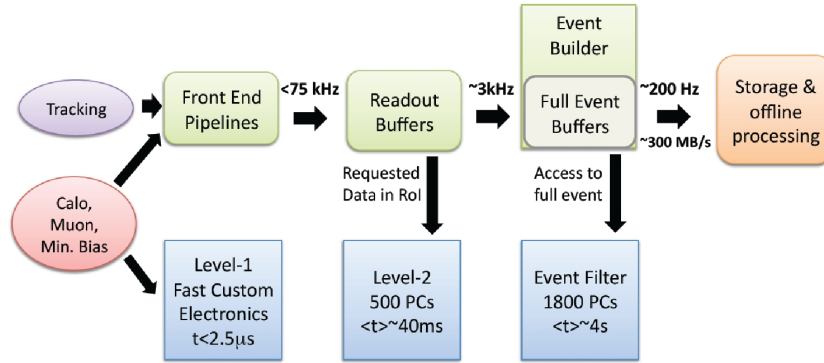 Tracking
Calo,
Muon,
Min. Bias
Front End
Pipelines
<75 kHz
Readout
Buffers
~3kHz
Event
Builder
Full Event
Buffers
~200 Hz
~300 MB/s
Storage &
offline
processing
Requested
Data in RoI
Access to
full event
Level-1
Fast Custom
Electronics
t<2.5μs
Level-2
500 PCs
<t>~40ms
Event Filter
1800 PCs
<t>~4s